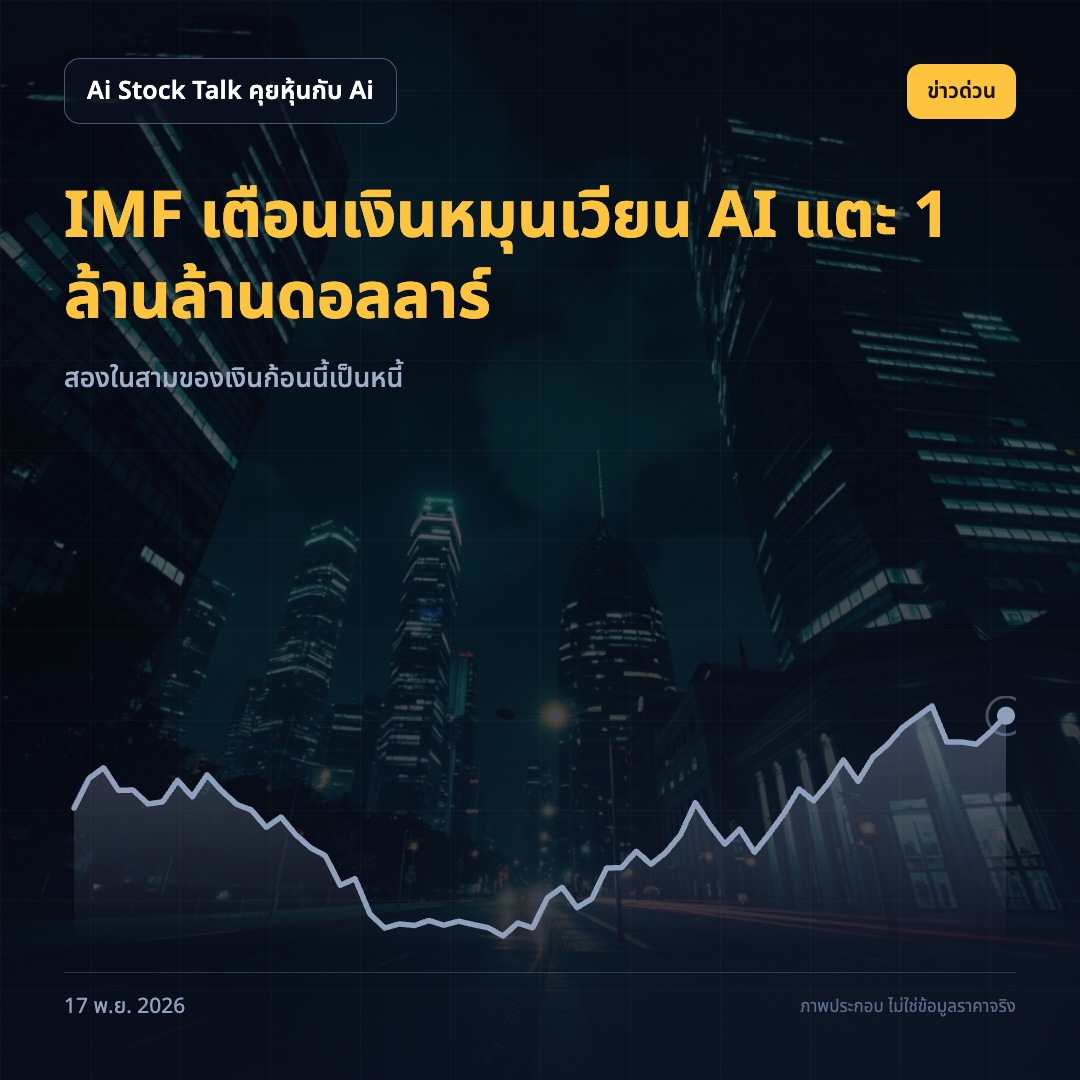 Ai Stock Talk คุยหุ้นกับ Ai
ข่าวด่วน
IMF เตือนเงินหมุนเวียน AI แตะ 1
ล้านล้านดอลลาร์
สองในสามของเงินก้อนนี้เป็นหนี้
17 พ.ย. 2026
ภาพประกอบ ไม่ใช่ข้อมูลราคาจริง